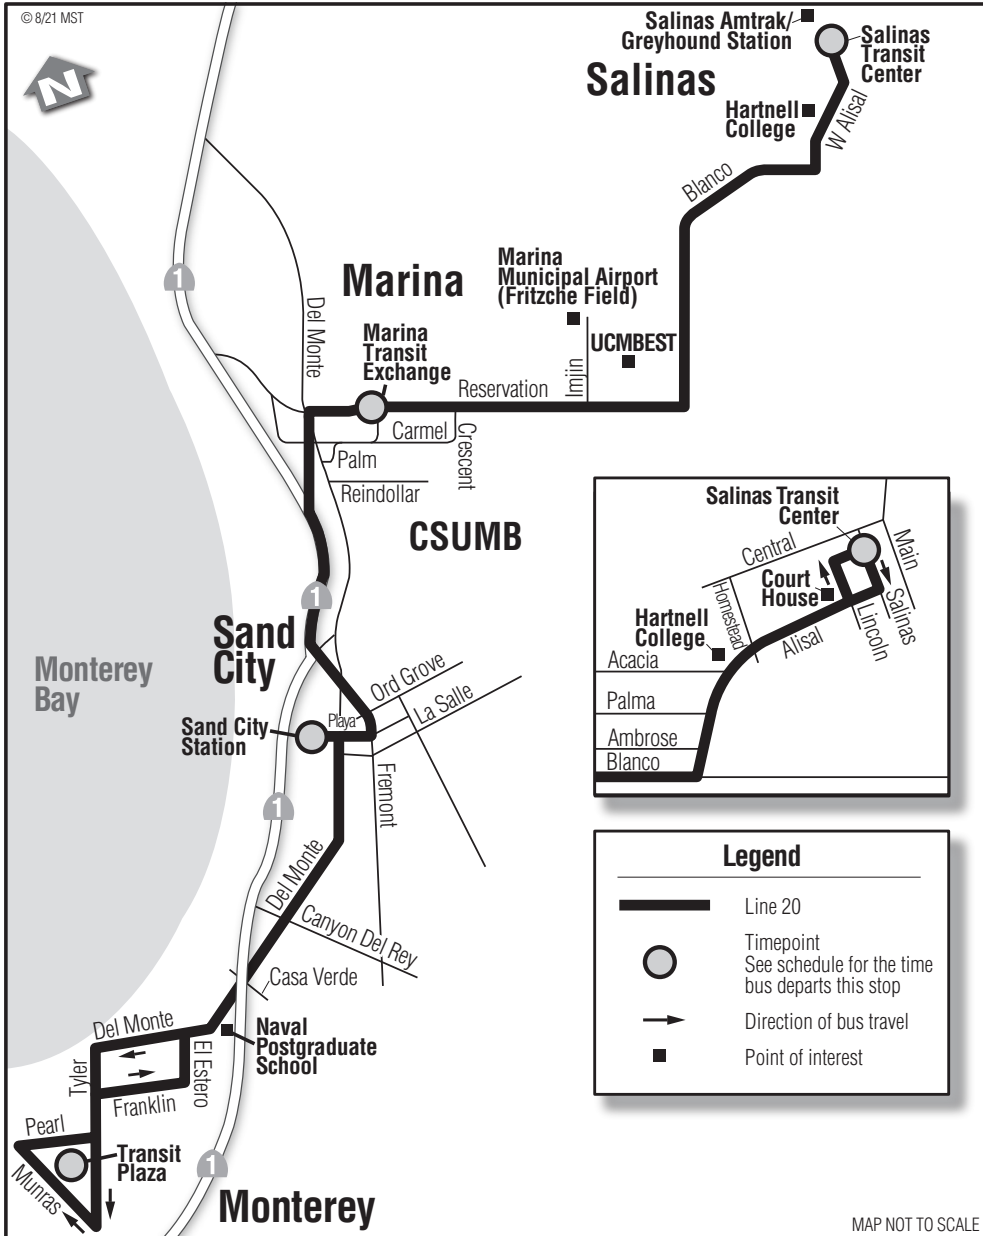 © 8/21 MST
N
Salinas Amtrak/
Greyhound Station
Salinas
Transit
Center
Salinas
Hartnell
College
W Alisal
Blanco
1
Marina
Municipal Airport
(Fritzche Field)
Marina
UCMBEST
Del Monte
Marina
Transit
Exchange
Imjin
Reservation
Carmel
Crescent
Palm
Reindollar
CSUMB
1
Sand
City
Monterey
Bay
Ord Grove
La Salle
Playa
Sand City
Station
Fremont
1
Del Monte
Canyon Del Rey
Casa Verde
Naval
Postgraduate
School
Del Monte
Tyler
El Estero
Franklin
Pearl
Transit
Plaza
Munras
1
Monterey
Salinas Transit
Center
Central
Main
Court
House
Homestead
Hartnell
College
Salinas
Lincoln
Alisal
Acacia
Palma
Ambrose
Blanco
Legend
Line 20
Timepoint
See schedule for the time
bus departs this stop
Direction of bus travel
Point of interest
MAP NOT TO SCALE